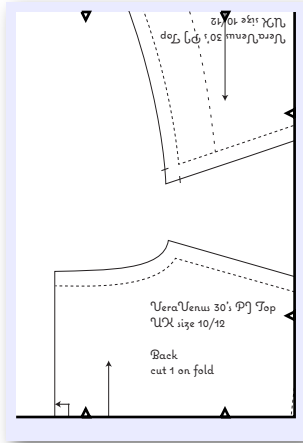 VeraVenus 30's PJ Top
UK size 10/12
VeraVenus 30's PJ Top
UK size 10/12
Back
cut 1 on fold